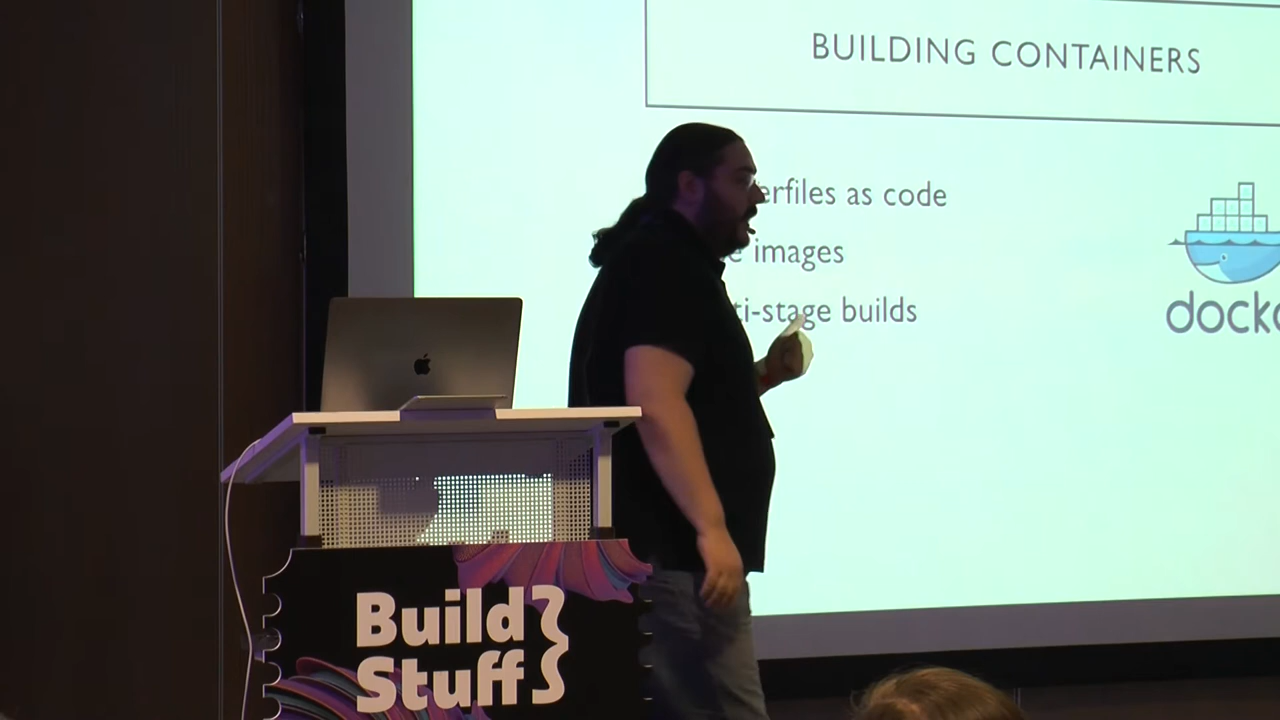 BUILDING CONTAINERS
erfiles as code
images
ti-stage builds
dock
Build
Stuff